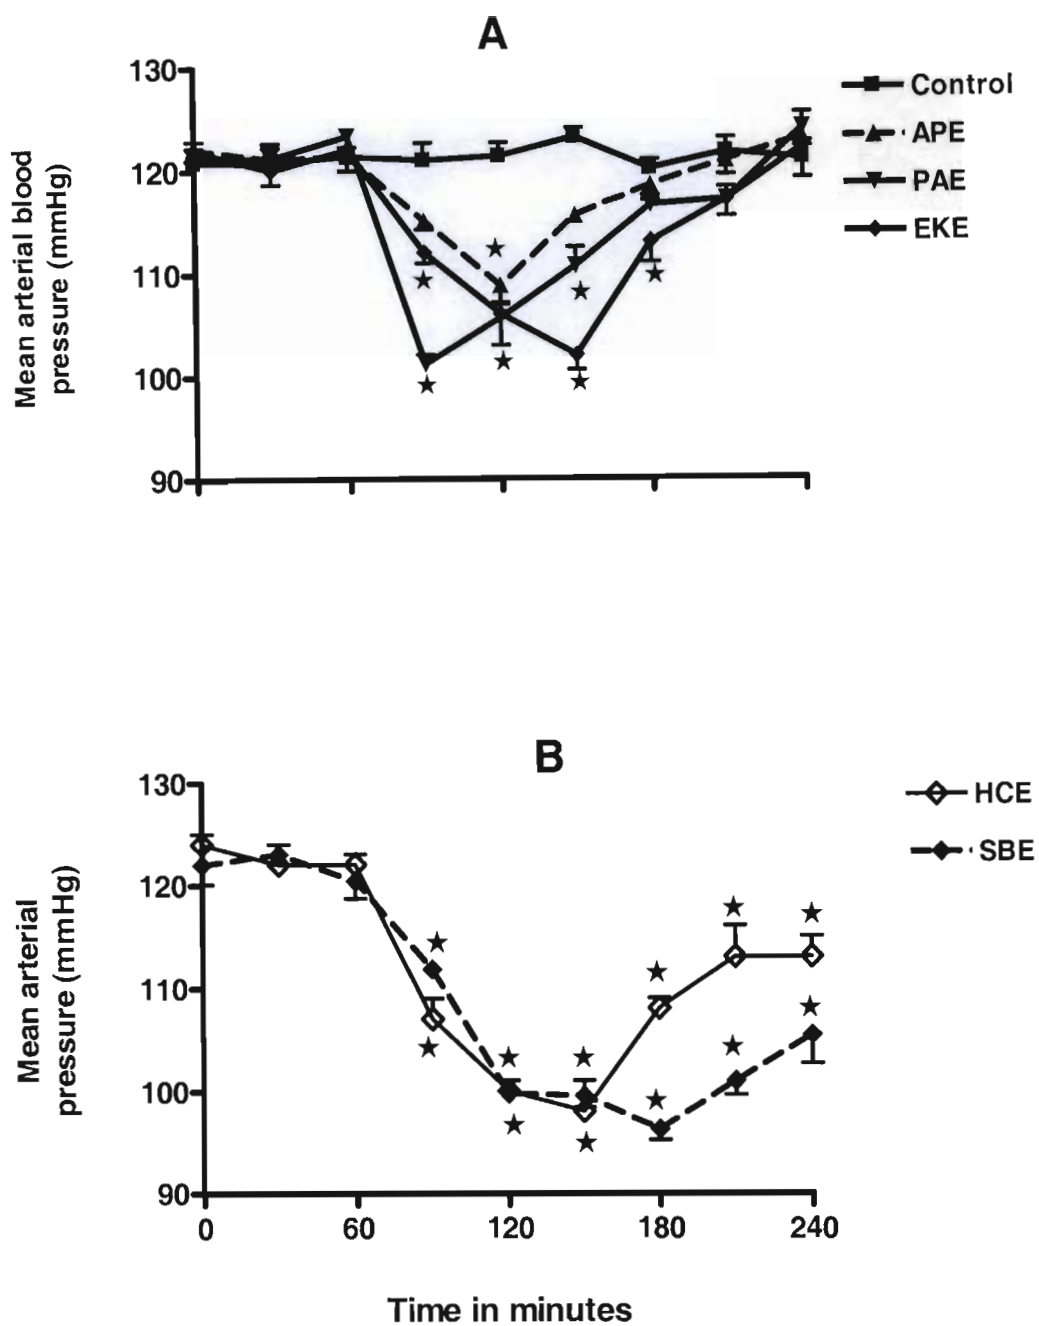 A
130
120
110
100
90
Mean arterial blood
pressure (mmHg)
Control
APE
PAE
EKE
B
130
120
110
100
90
Mean arterial
pressure (mmHg)
HCE
SBE
0 60 120 180 240
Time in minutes